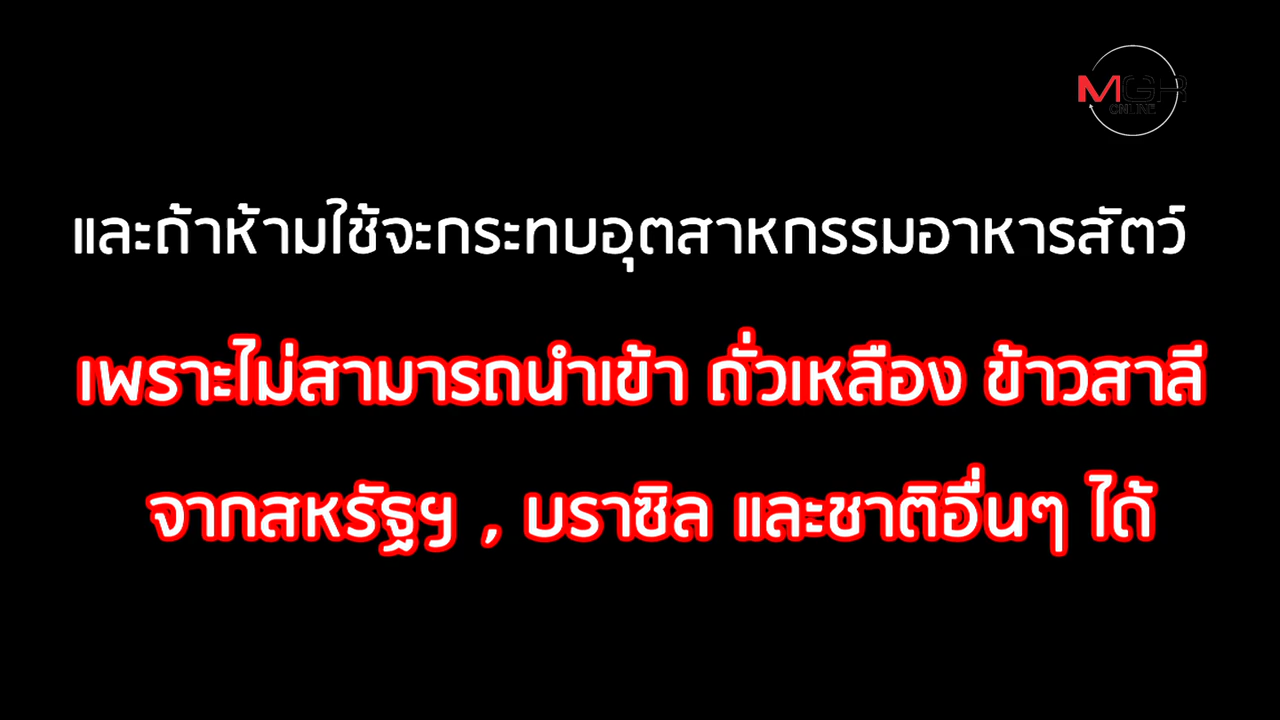 MGR
ONLINE
และถ้าห้ามใช้จะกระทบอุตสาหกรรมอาหารสัตว์
เพราะไม่สามารถนำเข้า ถั่วเหลือง ข้าวสาลี
จากสหรัฐฯ , บราซิล และชาติอื่นๆ ได้